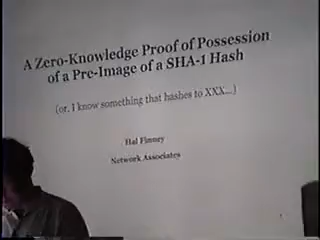 A Zero-Knowledge Proof of Possession
of a Pre-Image of a SHA-1 Hash
(or, I know something that hashes to XXX...)
Hal Finney
Network Associates